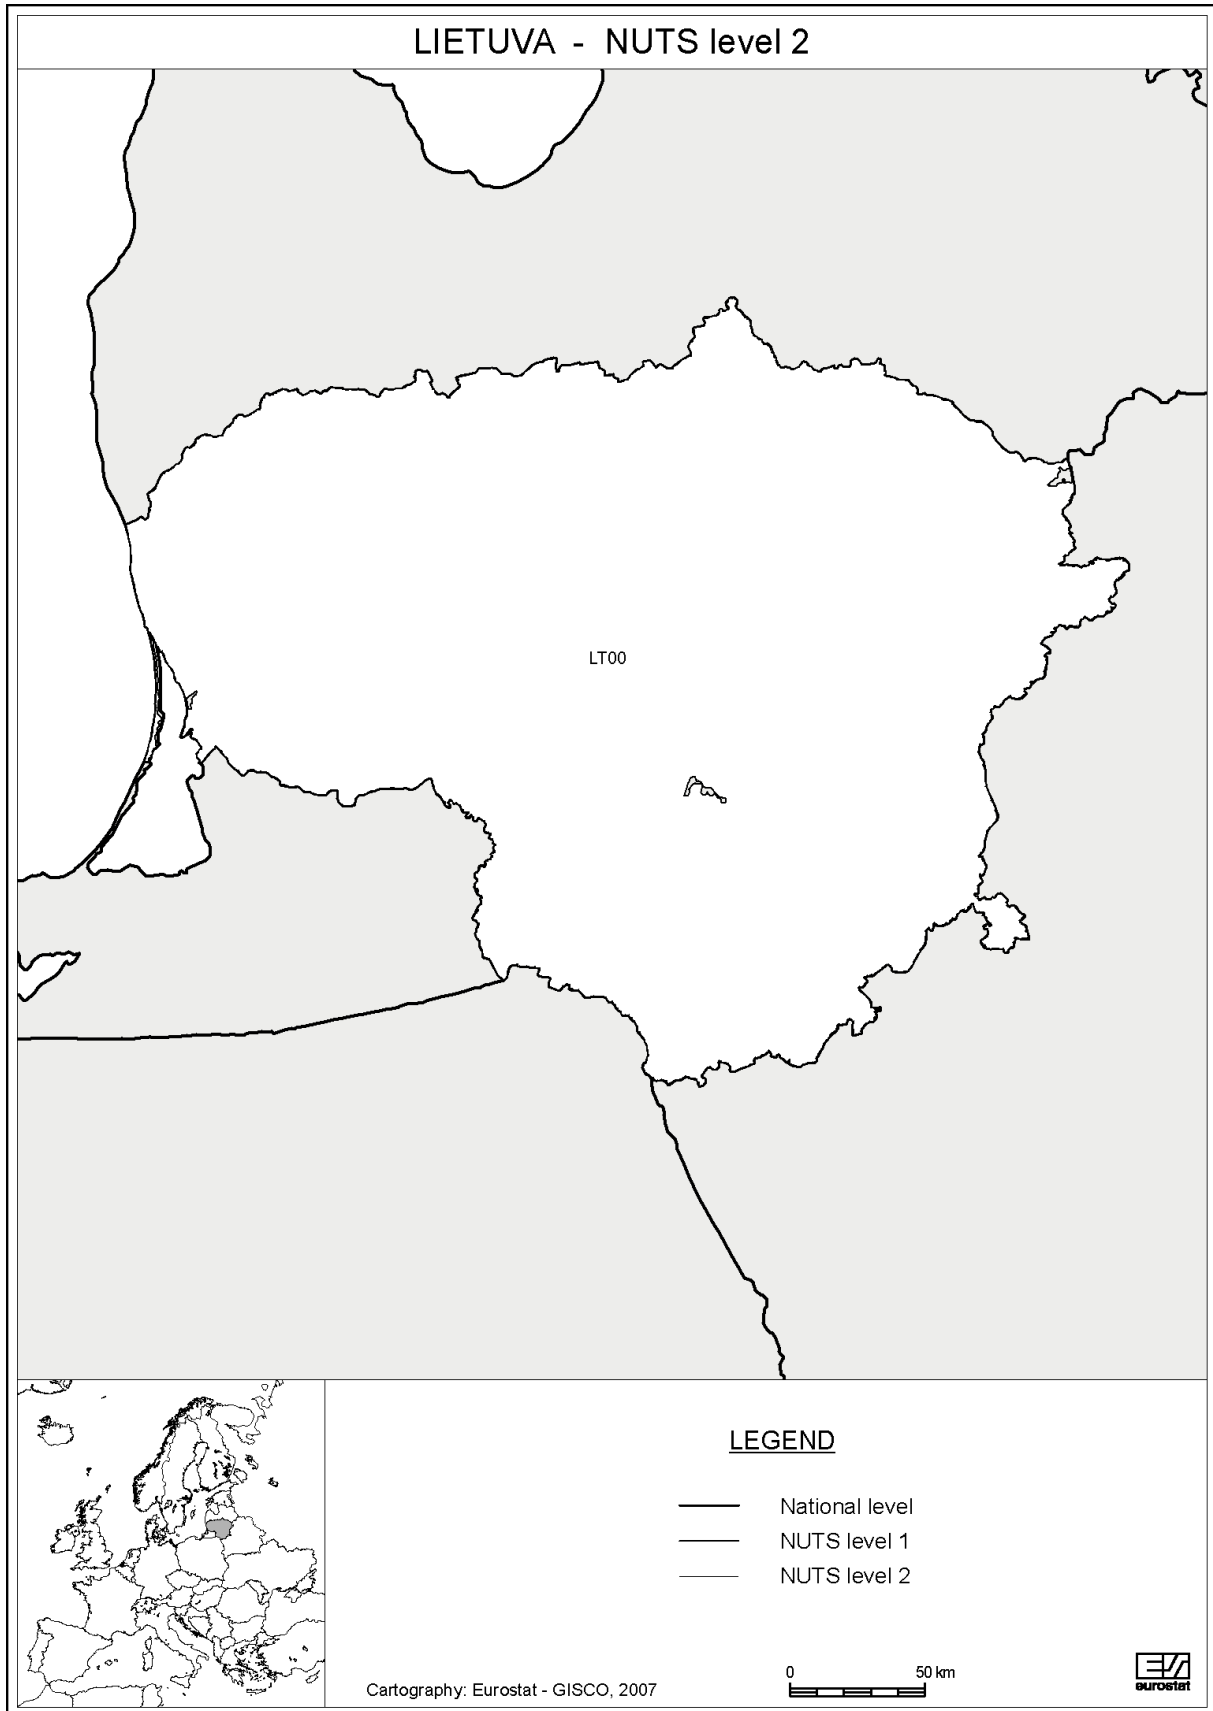 LIETUVA - NUTS level 2
LT00
LEGEND
National level
NUTS level 1
NUTS level 2
0 50 km
Cartography: Eurostat - GISCO, 2007
eurostat